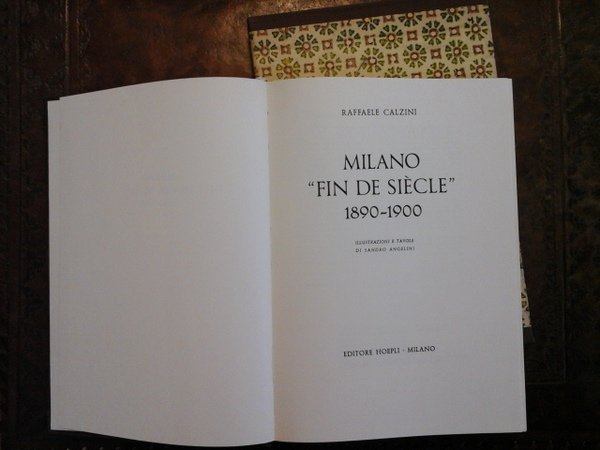 RAFFAELE CALZINI
MILANO
"FIN DE SIÈCLE"
1890-1900
ILLUSTRAZIONI E TAVOLE
DI SANDRO ANGELINI
EDITORE HOEPLI · MILANO